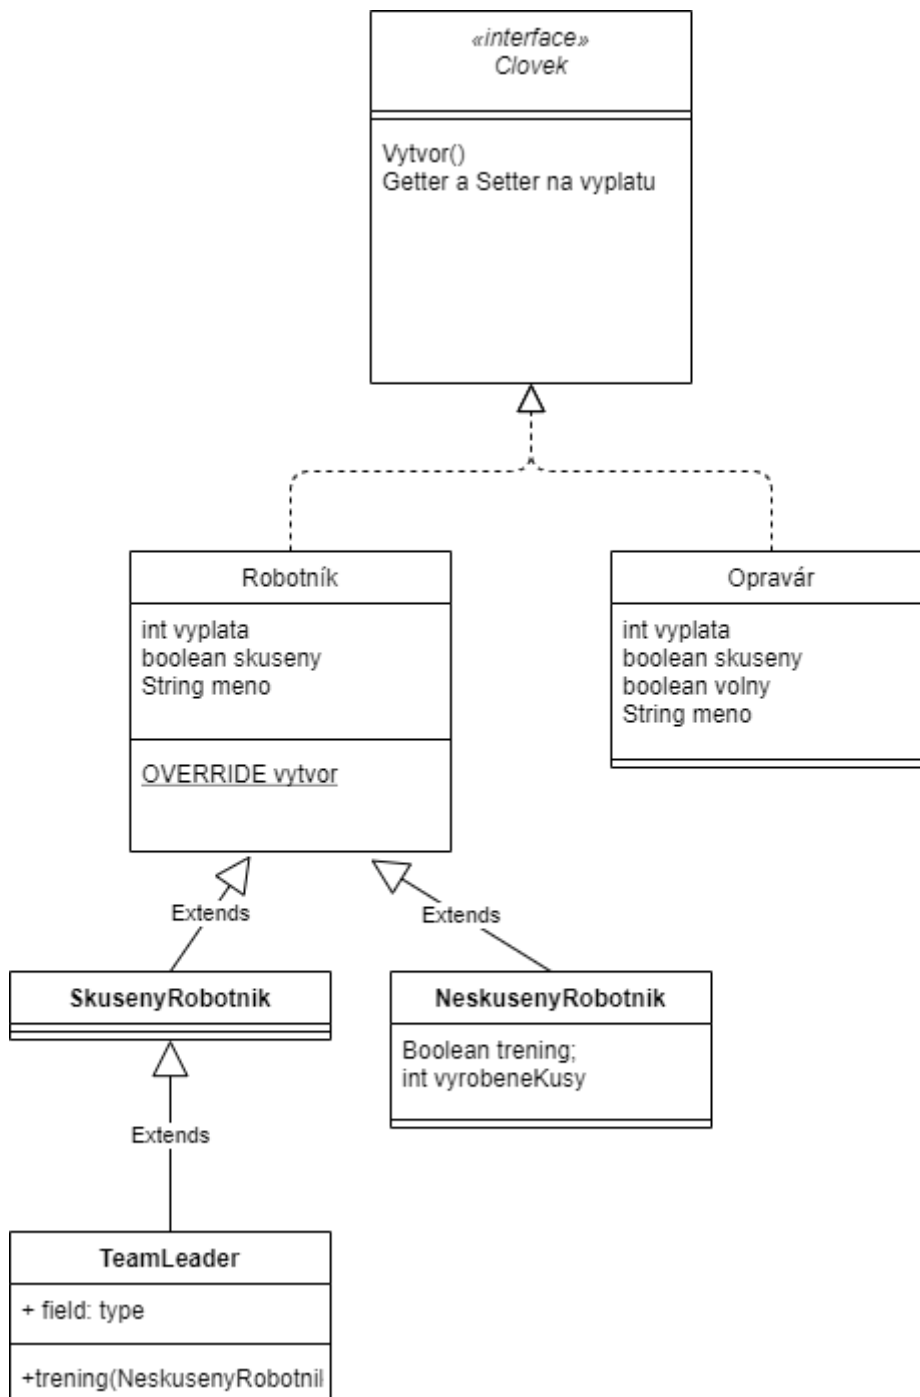 «interface»
Clovek
Vytvor()
Getter a Setter na vyplatu
Robotník
int vyplata
boolean skuseny
String meno
OVERRIDE vytvor
Opravár
int vyplata
boolean skuseny
boolean volny
String meno
Extends
Extends
SkusenyRobotnik
NeskusenyRobotnik
Boolean trening;
int vyrobeneKusy
Extends
TeamLeader
+ field: type
+trening(